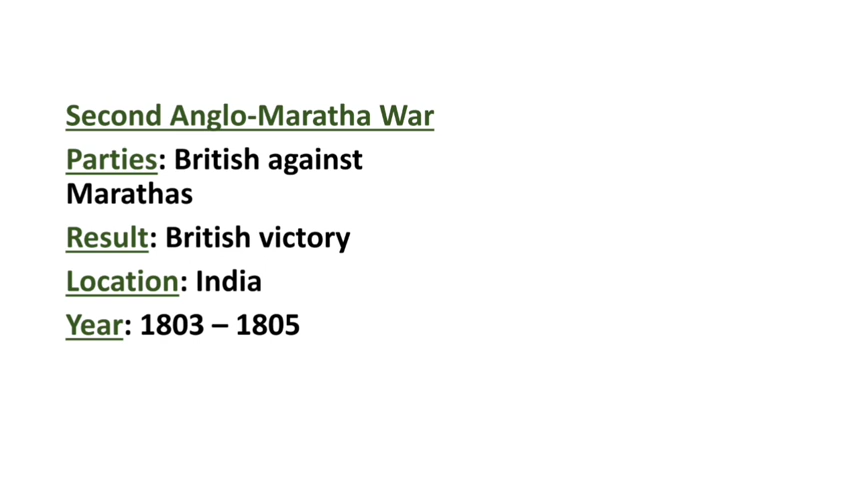 Second Anglo-Maratha War
Parties: British against
Marathas
Result: British victory
Location: India
Year: 1803 – 1805